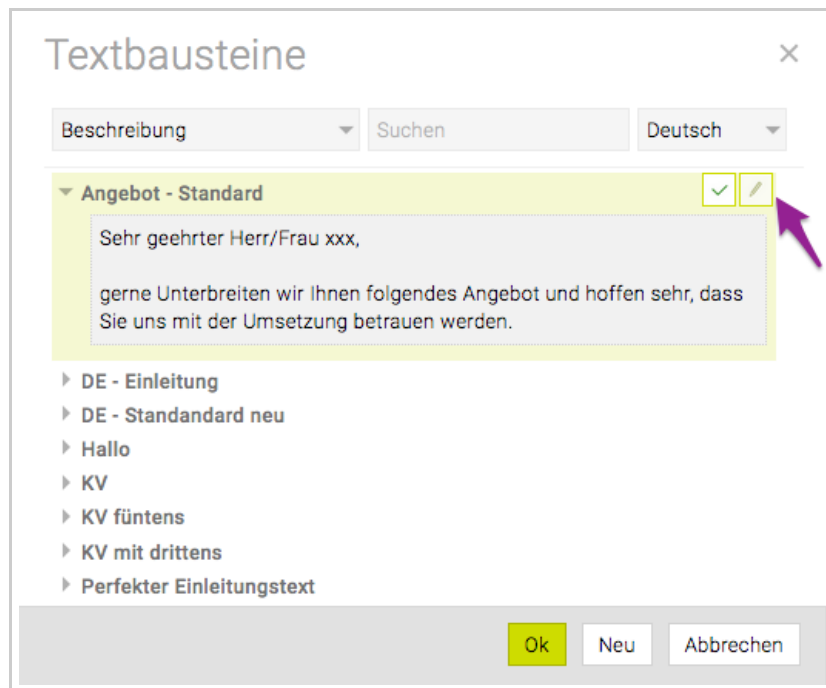 Textbausteine
Beschreibung Suchen Deutsch
Angebot - Standard
Sehr geehrter Herr/Frau xxx,
gerne Unterbreiten wir Ihnen folgendes Angebot und hoffen sehr, dass
Sie uns mit der Umsetzung betrauen werden.
DE - Einleitung
DE - Standandard neu
Hallo
KV
KV füntens
KV mit drittens
Perfekter Einleitungstext
Ok Neu Abbrechen